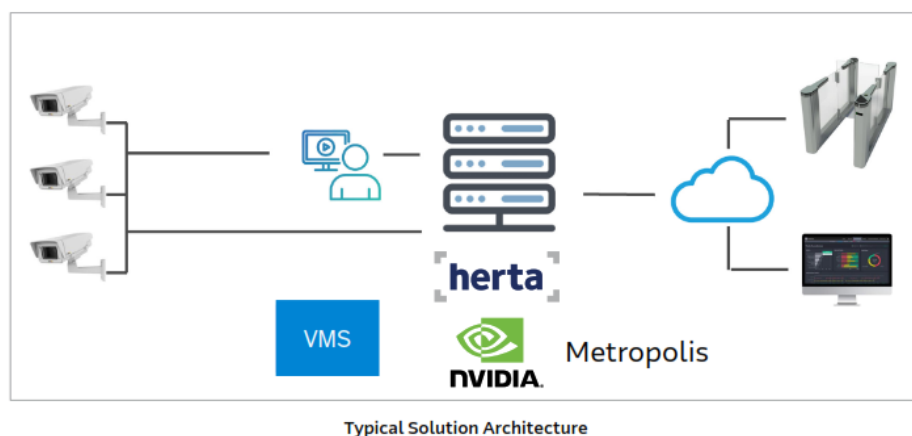 herta
VMS
NVIDIA.
Metropolis
Typical Solution Architecture